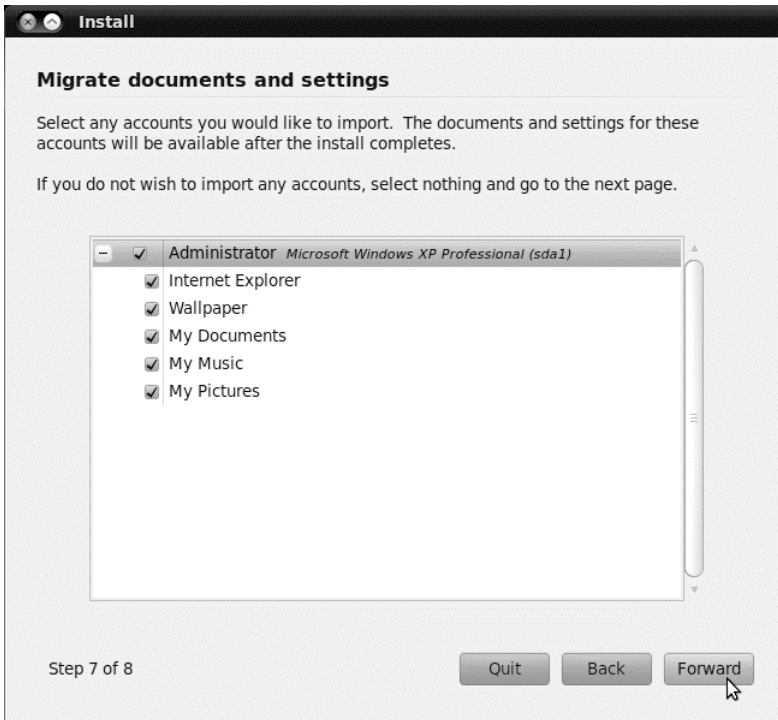 Install
Migrate documents and settings
Select any accounts you would like to import. The documents and settings for these
accounts will be available after the install completes.
If you do not wish to import any accounts, select nothing and go to the next page.
Administrator Microsoft Windows XP Professional (sda1)
Internet Explorer
Wallpaper
My Documents
My Music
My Pictures
Step 7 of 8
Quit
Back
Forward